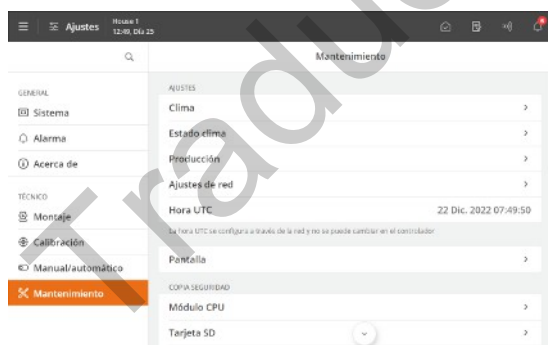 Ajustes
House 1
12:49, Día 25
Mantenimiento
GENERAL
Sistema
Alarma
Acerca de
TÉCNICO
Montaje
Calibración
Manual/automático
Mantenimiento
AJUSTES
Clima
Estado clima
Producción
Ajustes de red
Hora UTC 22 Dic. 2022 07:49:50
La hora UTC se configura a través de la red y no se puede cambiar en el controlador
Pantalla
COPIA SEGURIDAD
Módulo CPU
Tarjeta SD
Traduc